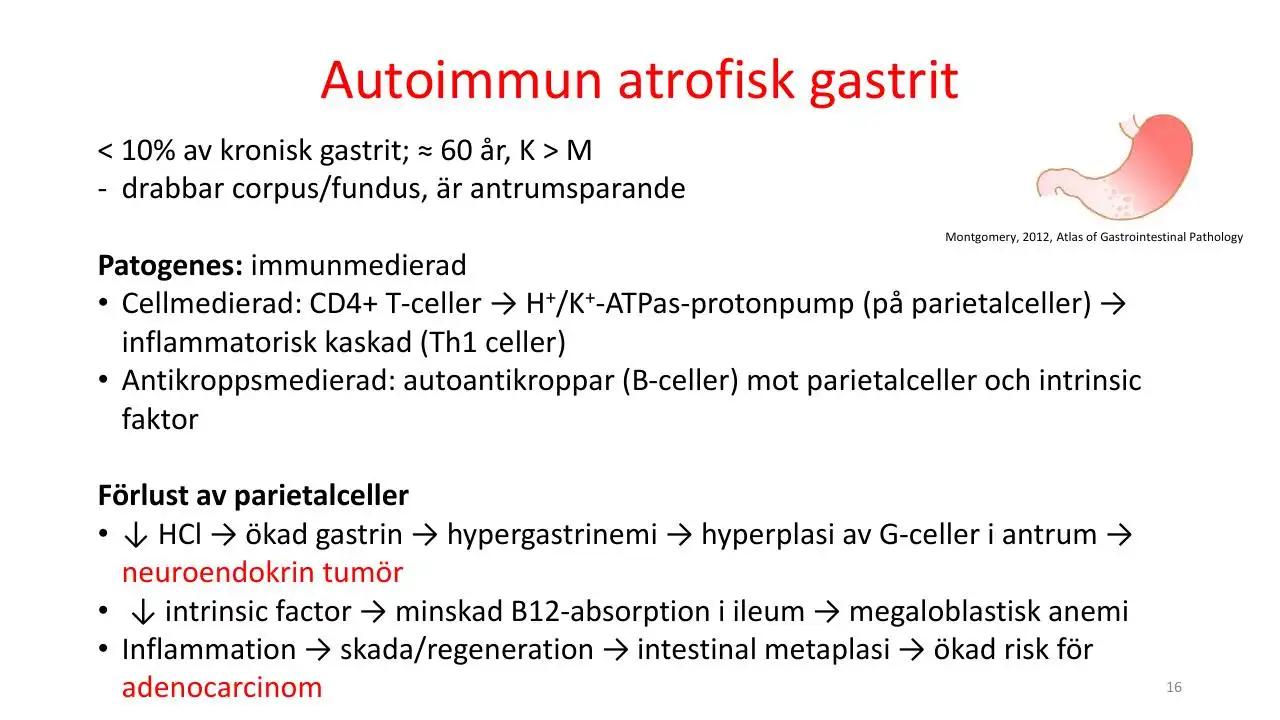 Autoimmun atrofisk gastrit
< 10% av kronisk gastrit; ≈ 60 år, K > M
- drabbar corpus/fundus, är antrumsparande
Montgomery, 2012, Atlas of Gastrointestinal Pathology
Patogenes: immunmedierad
• Cellmedierad: CD4+ T-celler → H⁺/K⁺-ATPas-protonpump (på parietalceller) →
inflammatorisk kaskad (Th1 celler)
• Antikroppsmedierad: autoantikroppar (B-celler) mot parietalceller och intrinsic
faktor
Förlust av parietalceller
• ↓ HCl → ökad gastrin → hypergastrinemi → hyperplasi av G-celler i antrum →
neuroendokrin tumör
• ↓ intrinsic factor → minskad B12-absorption i ileum → megaloblastisk anemi
• Inflammation → skada/regeneration → intestinal metaplasi → ökad risk för
adenocarcinom
16